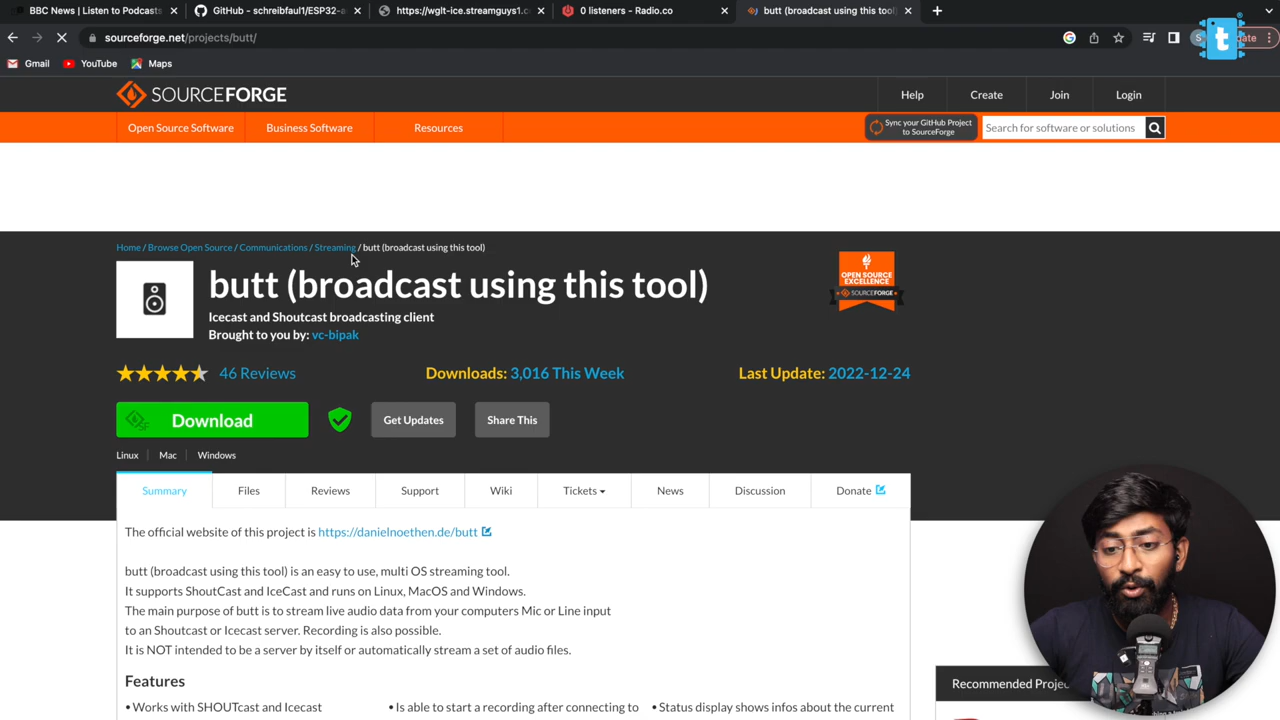 BBC News | Listen to Podcasts
GitHub - schreibfaul1/ESP32-a
https://wglt-ice.streamguys1.c
0 listeners - Radio.co
butt (broadcast using this tool)
sourceforge.net/projects/butt/
Gmail
YouTube
Maps
t
SOURCEFORGE
Help
Create
Join
Login
Open Source Software
Business Software
Resources
Sync your GitHub Project
to SourceForge
Search for software or solutions
Home / Browse Open Source / Communications / Streaming / butt (broadcast using this tool)
butt (broadcast using this tool)
Icecast and Shoutcast broadcasting client
Brought to you by: vc-bipak
OPEN SOURCE
EXCELLENCE
SOURCEFORGE
46 Reviews
Downloads: 3,016 This Week
Last Update: 2022-12-24
SF
Download
Get Updates
Share This
Linux
Mac
Windows
Summary
Files
Reviews
Support
Wiki
Tickets
News
Discussion
Donate
The official website of this project is https://danielnoethen.de/butt
butt (broadcast using this tool) is an easy to use, multi OS streaming tool.
It supports ShoutCast and IceCast and runs on Linux, MacOS and Windows.
The main purpose of butt is to stream live audio data from your computers Mic or Line input
to an Shoutcast or Icecast server. Recording is also possible.
It is NOT intended to be a server by itself or automatically stream a set of audio files.
Features
• Works with SHOUTcast and Icecast
• Is able to start a recording after connecting to
• Status display shows infos about the current
Recommended Projec